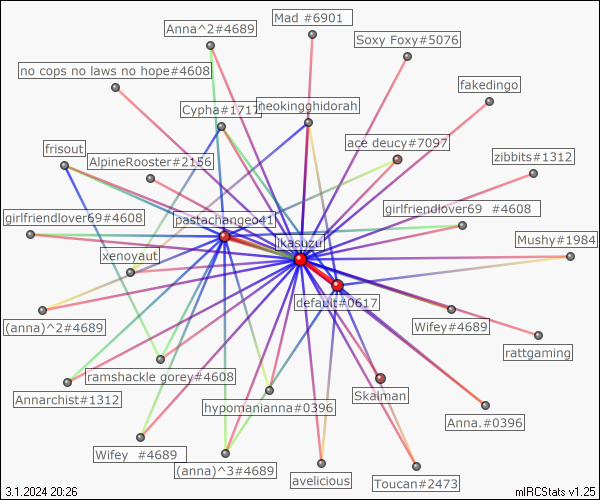 Mad #6901
Anna^2#4689
Soxy Foxy#5076
no cops no laws no hope#4608
fakedingo
Cypha#1717
neokingghidorah
ace deucy#7097
frisout
AlpineRooster#2156
zibbits#1312
girlfriendlover69#4608
pastachangeo41
girlfriendlover69 #4608
lkasuzu
Mushy#1984
xenovaut
default#0617
(anna)^2#4689
Wifey#4689
rattgaming
ramshackle gorey#4608
Annarchist#1312
hypomanianna#0396
Skaiman
Anna.#0396
Wifey #4689
(anna)^3#4689
avelicious
Toucan#2473
3.1.2024 20:26
mIRCStats v1.25